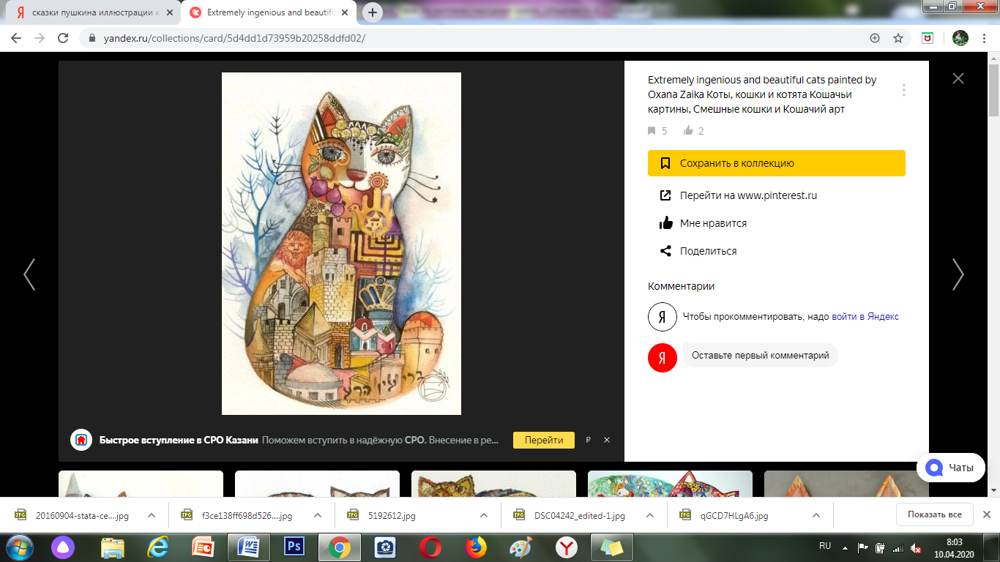 сказки пушкина иллюстрации к
Extremely ingenious and beautifu
yandex.ru/collections/card/5d4dd1d73959b20258ddfd02/
Extremely ingenious and beautiful cats painted by
Oxana Zaika Коты, кошки и котята Кошачьи
картины, Смешные кошки и Кошачий арт
5 2
Сохранить в коллекцию
Перейти на www.pinterest.ru
Мне нравится
Поделиться
Комментарии
Я Чтобы прокомментировать, надо войти в Яндекс
Я Оставьте первый комментарий
Быстрое вступление в СРО Казани Поможем вступить в надёжную СРО. Внесение в ре... Перейти ₽
Чаты
20160904-stata-ce....jpg
f3ce138ff698d526....jpg
5192612.jpg
DSC04242_edited-1.jpg
qGCD7HLgA6.jpg
Показать все
Ps
RU
8:03
10.04.2020